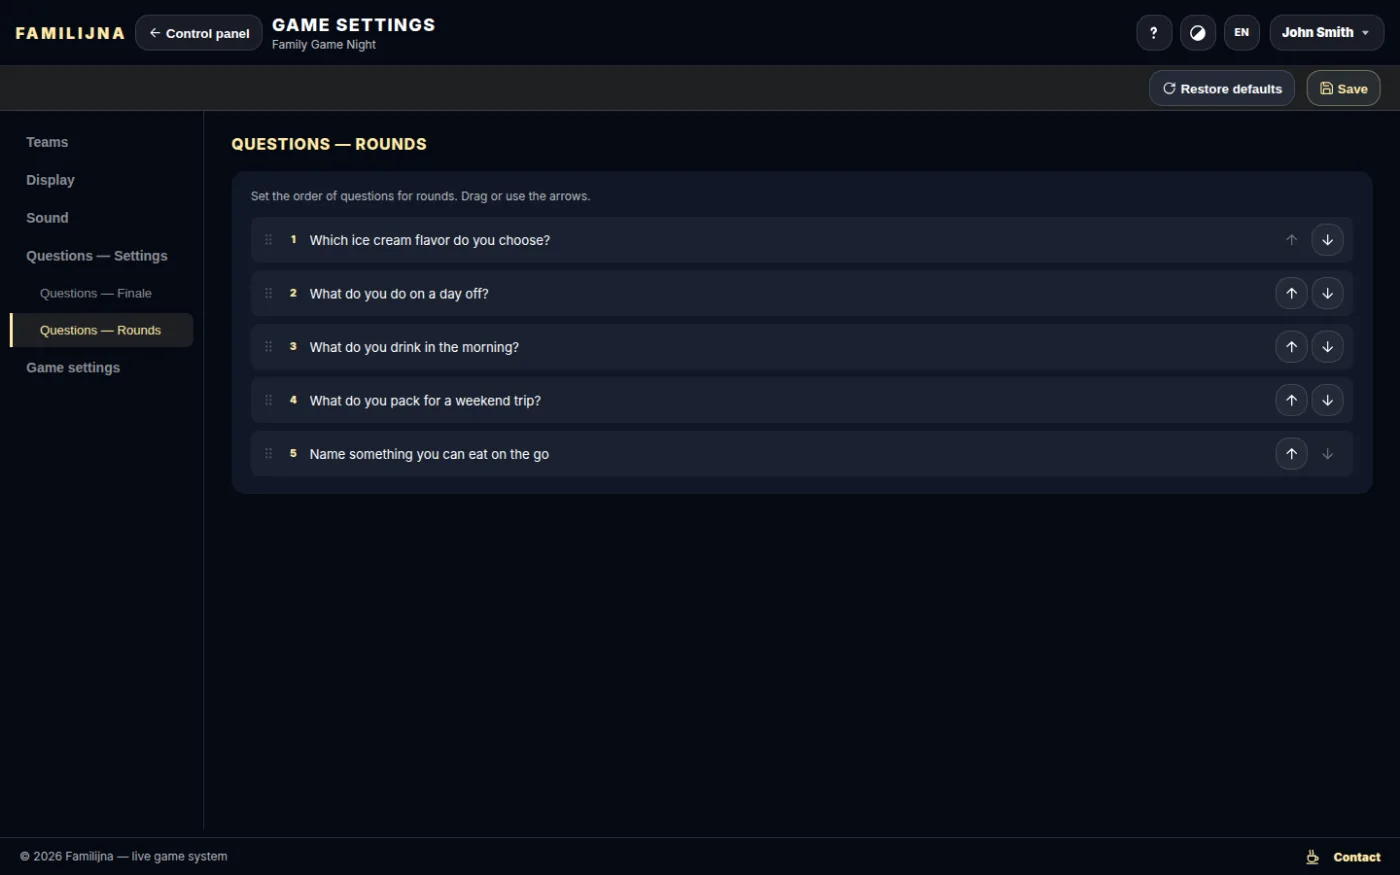 FAMILIJNA
← Control panel
GAME SETTINGS
Family Game Night
?
EN
John Smith
Restore defaults
Save
Teams
Display
Sound
Questions — Settings
Questions — Finale
Questions — Rounds
Game settings
QUESTIONS — ROUNDS
Set the order of questions for rounds. Drag or use the arrows.
1 Which ice cream flavor do you choose?
2 What do you do on a day off?
3 What do you drink in the morning?
4 What do you pack for a weekend trip?
5 Name something you can eat on the go
© 2026 Familijna — live game system
Contact